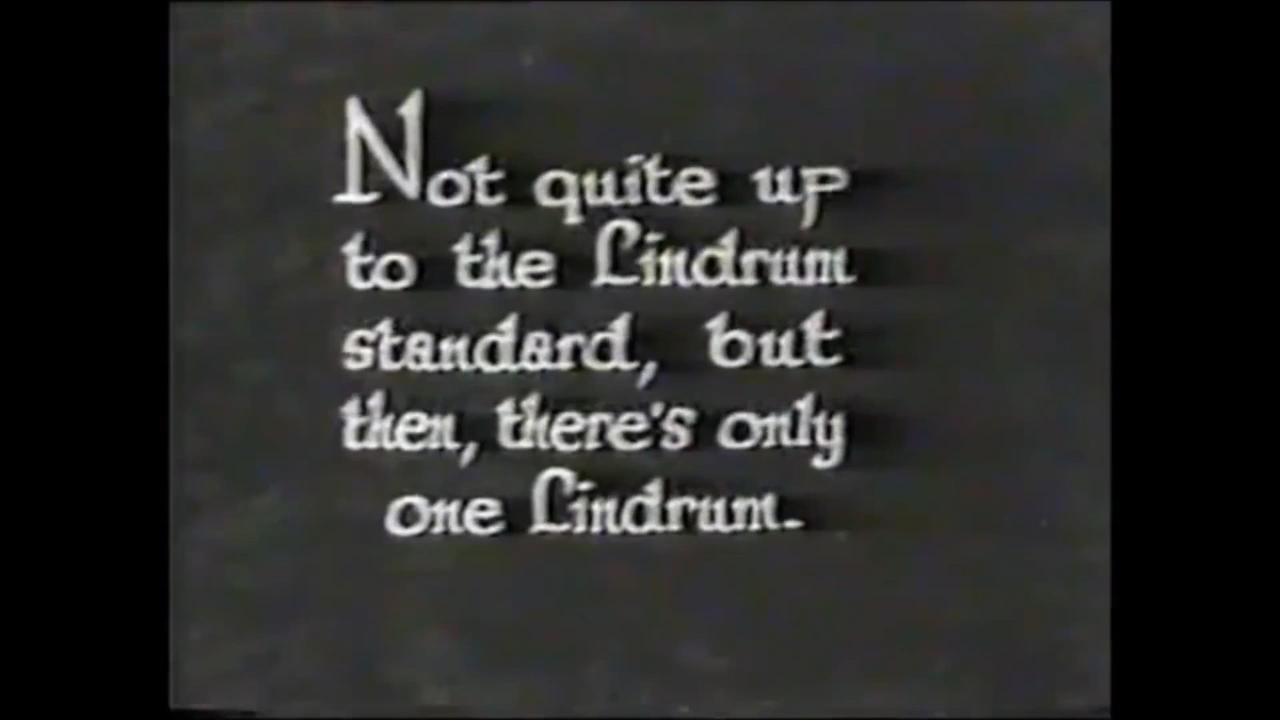 Not quite up
to the Lindrum
standard, but
then, there's only
one Lindrum.